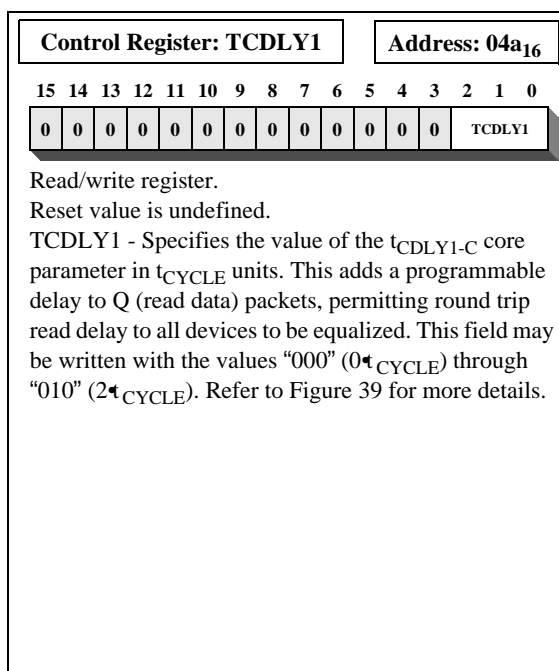 Control Register: TCDLY1
Address: 04a16
15 14 13 12 11 10 9 8 7 6 5 4 3 2 1 0
0 0 0 0 0 0 0 0 0 0 0 0 0 TCDLY1
Read/write register.
Reset value is undefined.
TCDLY1 - Specifies the value of the tCDLY1-C core
parameter in tCYCLE units. This adds a programmable
delay to Q (read data) packets, permitting round trip
read delay to all devices to be equalized. This field may
be written with the values “000” (0•tCYCLE) through
“010” (2•tCYCLE). Refer to Figure 39 for more details.